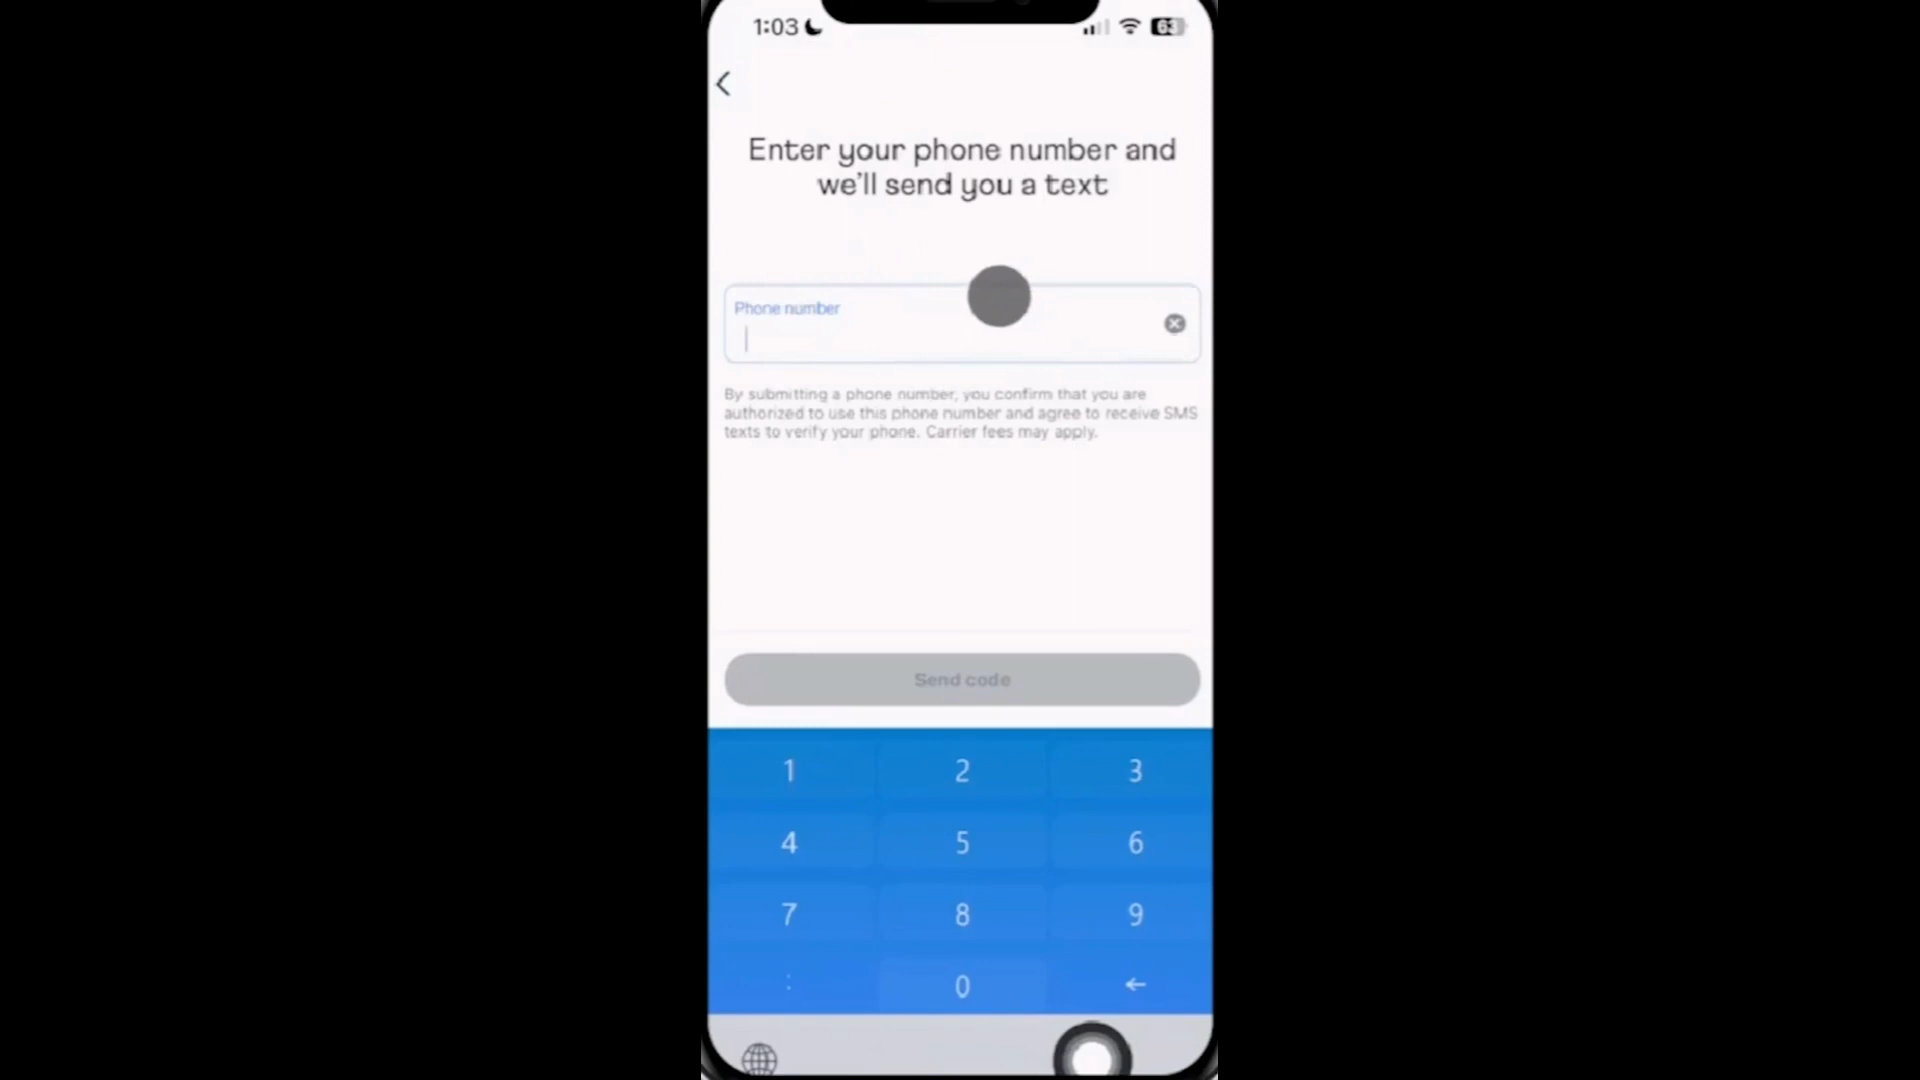 1:03
63
Enter your phone number and
we'll send you a text
Phone number
By submitting a phone number, you confirm that you are
authorized to use this phone number and agree to receive SMS
texts to verify your phone. Carrier fees may apply.
Send code
1 2 3
4 5 6
7 8 9
: 0 ←